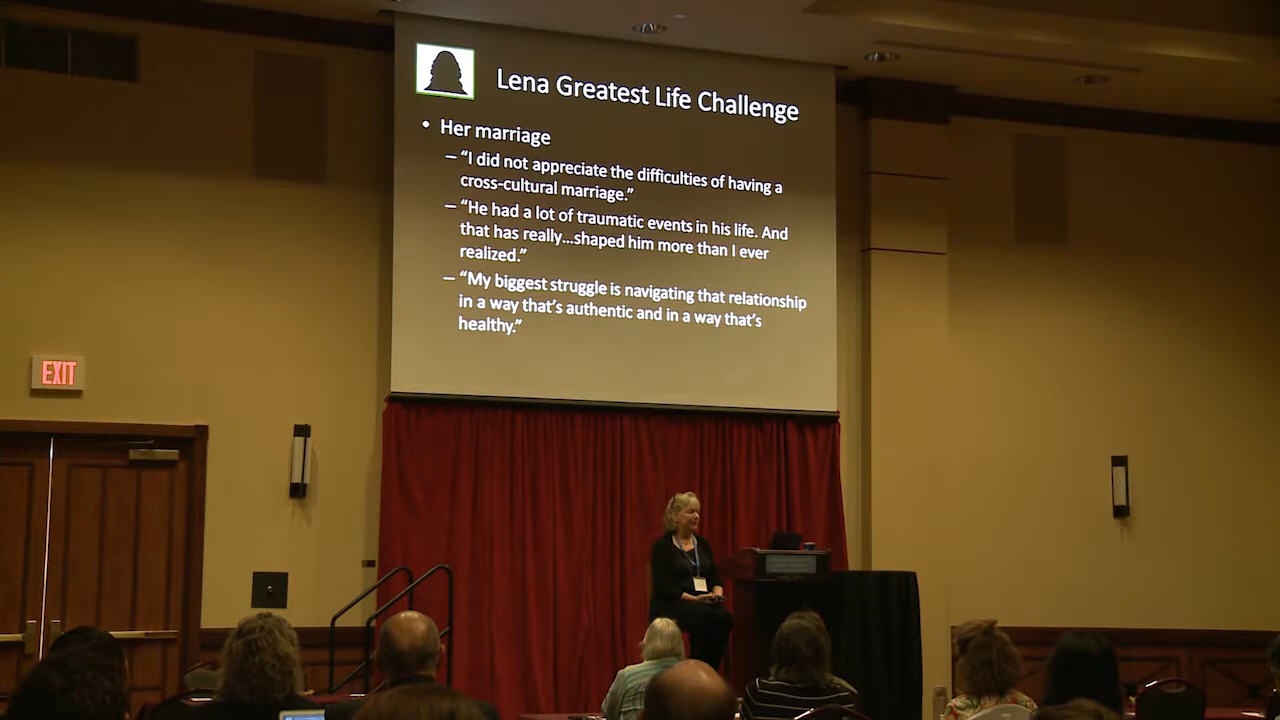 Lena Greatest Life Challenge
• Her marriage
– “I did not appreciate the difficulties of having a
cross-cultural marriage.”
– “He had a lot of traumatic events in his life. And
that has really...shaped him more than I ever
realized.”
– “My biggest struggle is navigating that relationship
in a way that’s authentic and in a way that’s
healthy.”
EXIT